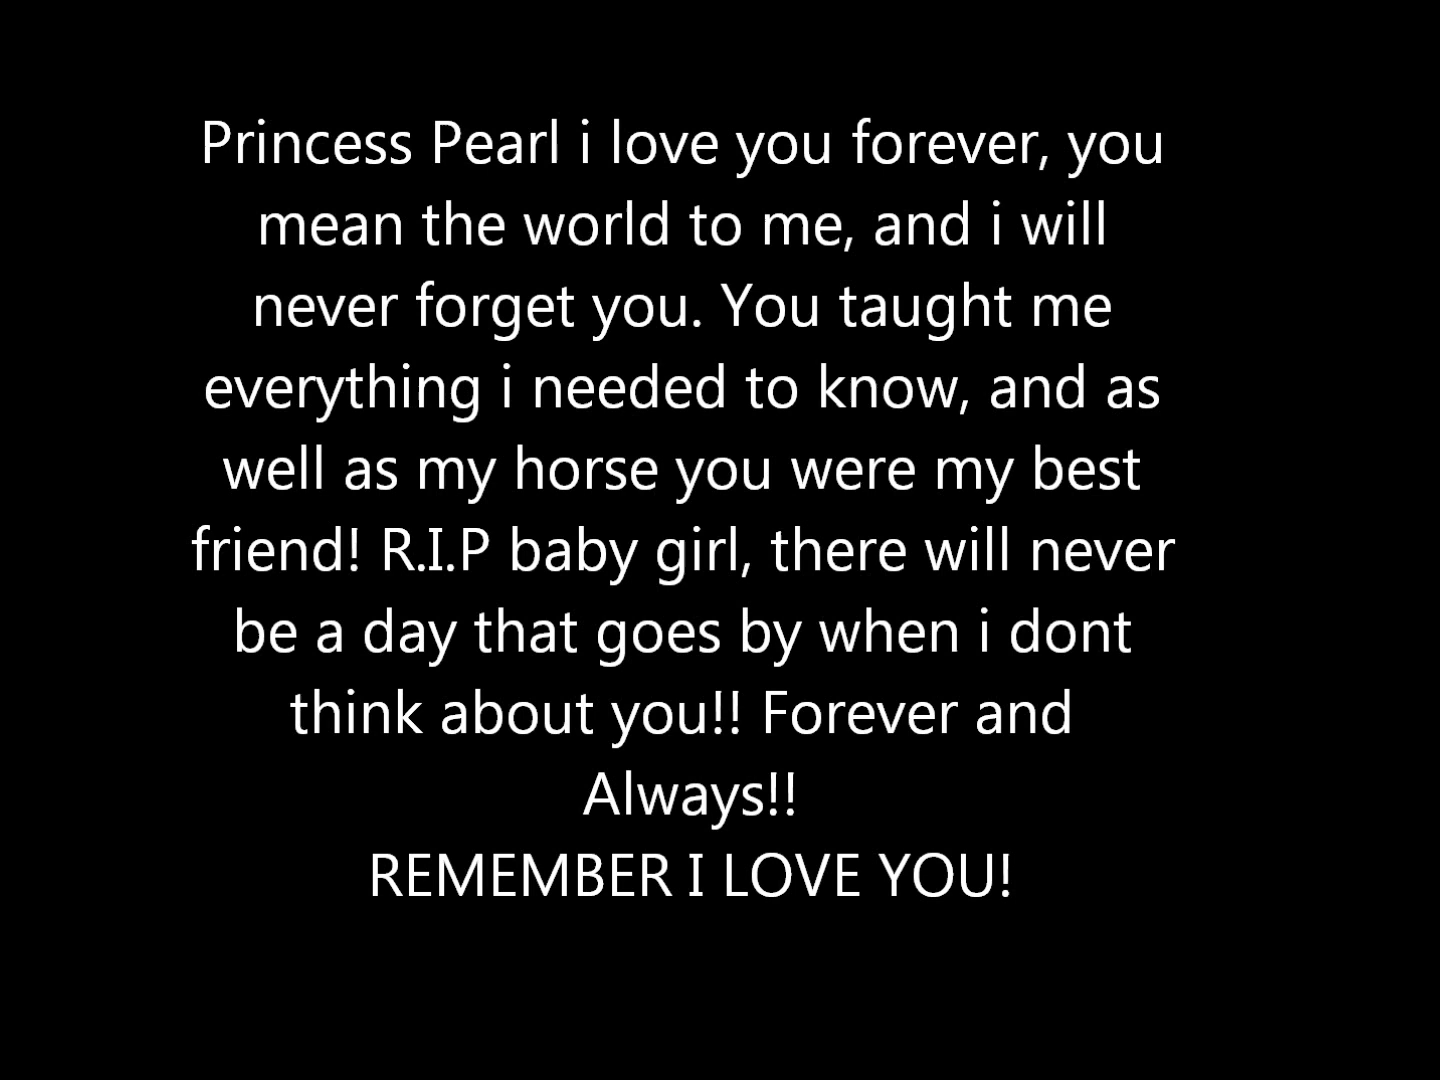 Princess Pearl i love you forever, you
mean the world to me, and i will
never forget you. You taught me
everything i needed to know, and as
well as my horse you were my best
friend! R.I.P baby girl, there will never
be a day that goes by when i dont
think about you!! Forever and
Always!!
REMEMBER I LOVE YOU!